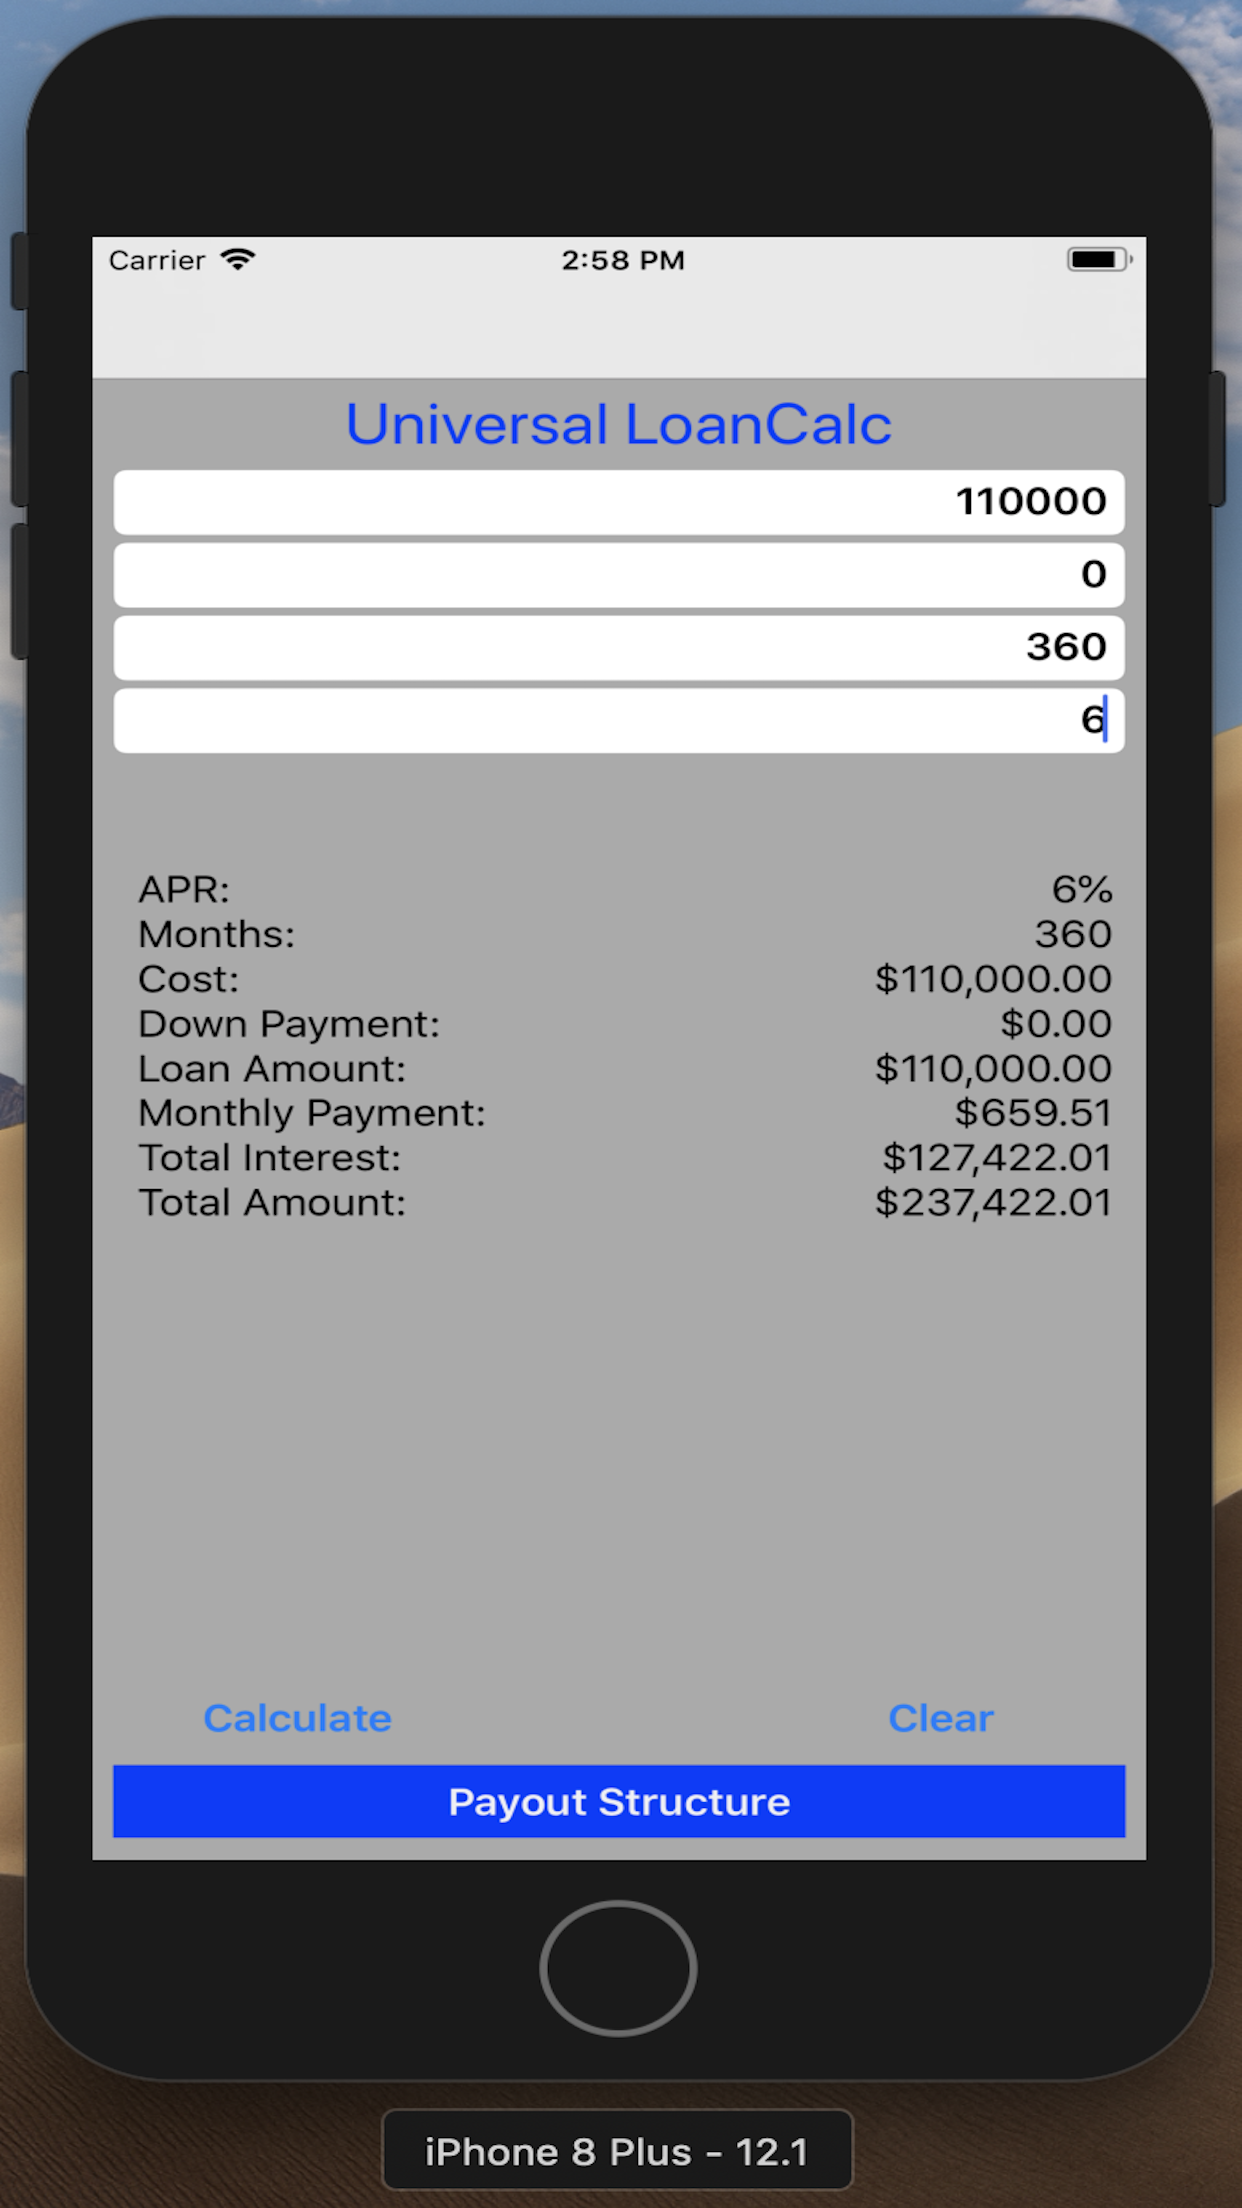 Carrier 2:58 PM
Universal LoanCalc
110000
0
360
6
APR: 6%
Months: 360
Cost: $110,000.00
Down Payment: $0.00
Loan Amount: $110,000.00
Monthly Payment: $659.51
Total Interest: $127,422.01
Total Amount: $237,422.01
Calculate Clear
Payout Structure
iPhone 8 Plus - 12.1